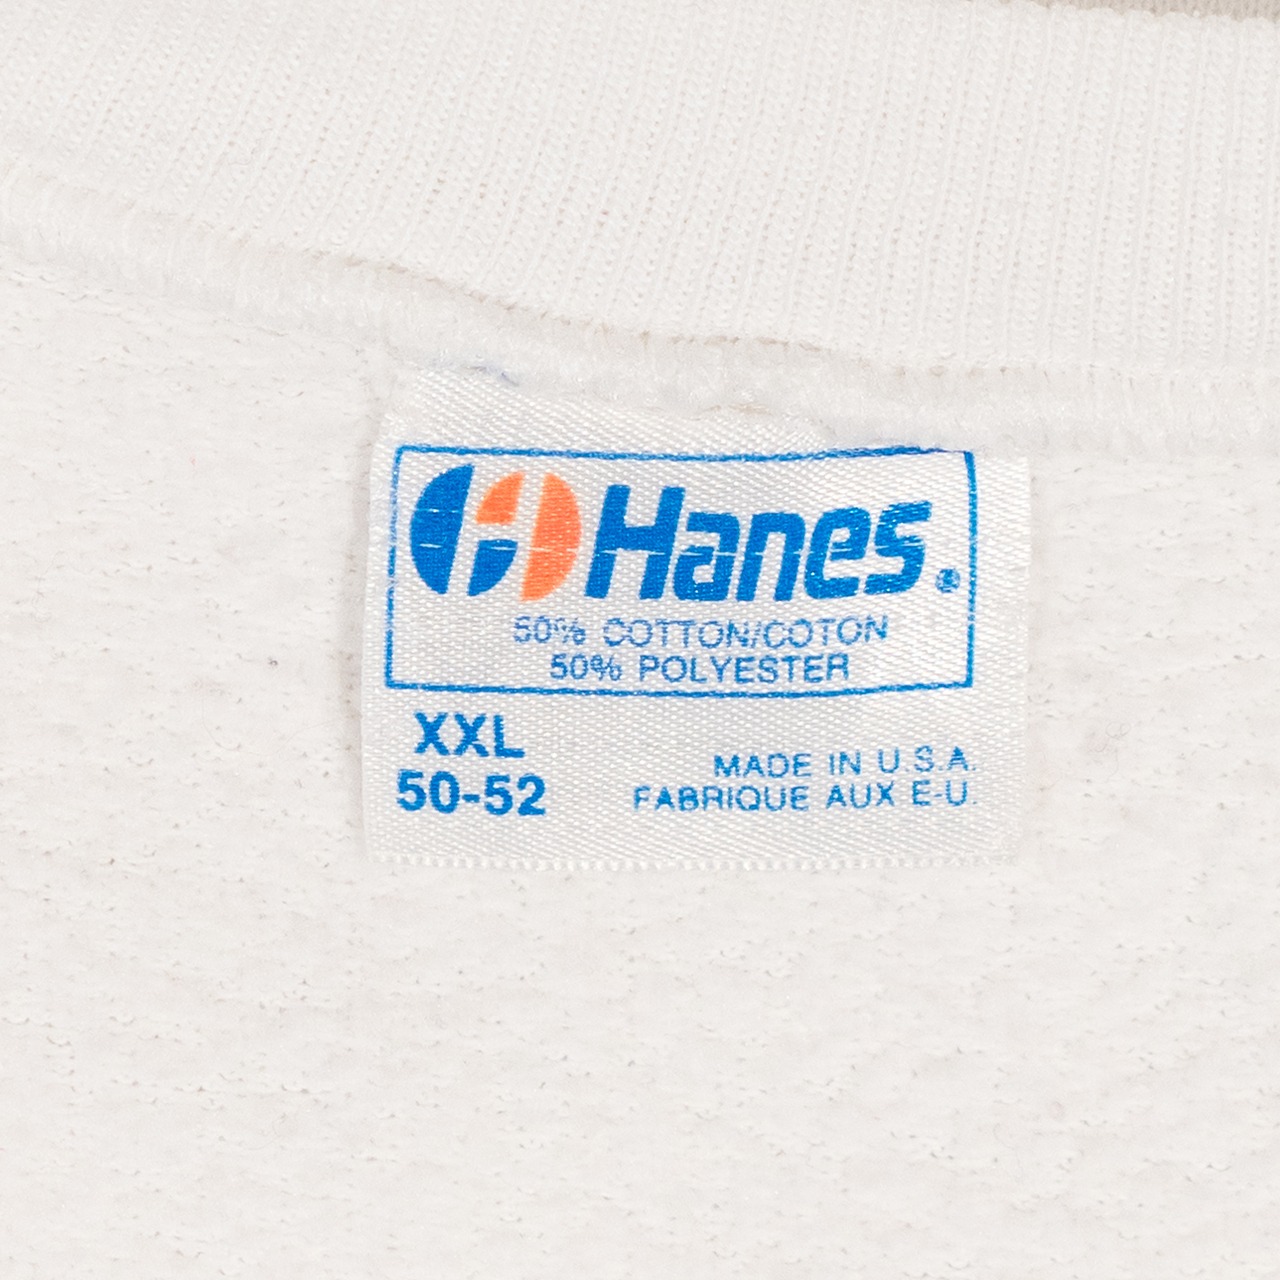 Hanes®
50% COTTON/COTON
50% POLYESTER
XXL
50-52
MADE IN U.S.A.
FABRIQUE AUX E-U.